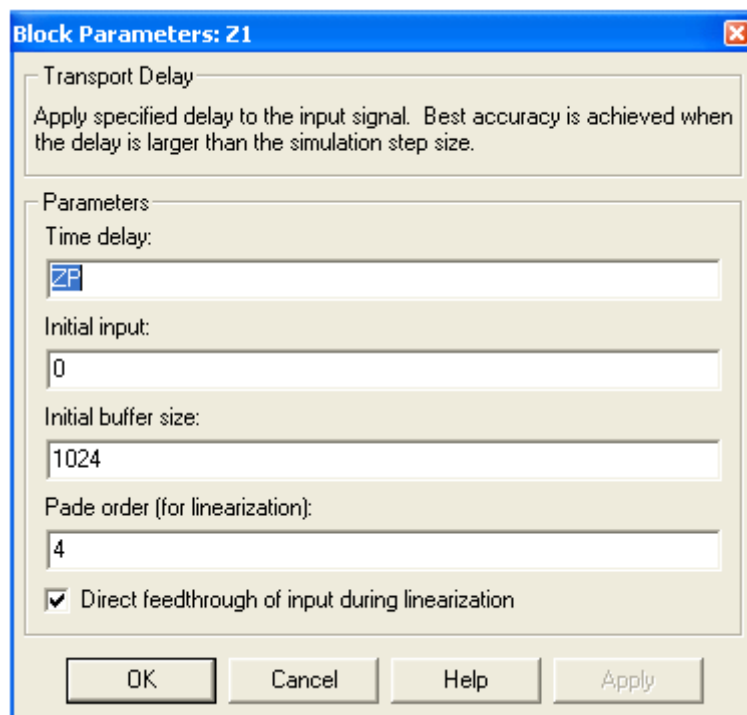 Block Parameters: Z1
Transport Delay
Apply specified delay to the input signal. Best accuracy is achieved when
the delay is larger than the simulation step size.
Parameters
Time delay:
ZP
Initial input:
0
Initial buffer size:
1024
Pade order (for linearization):
4
Direct feedthrough of input during linearization
OK Cancel Help Apply